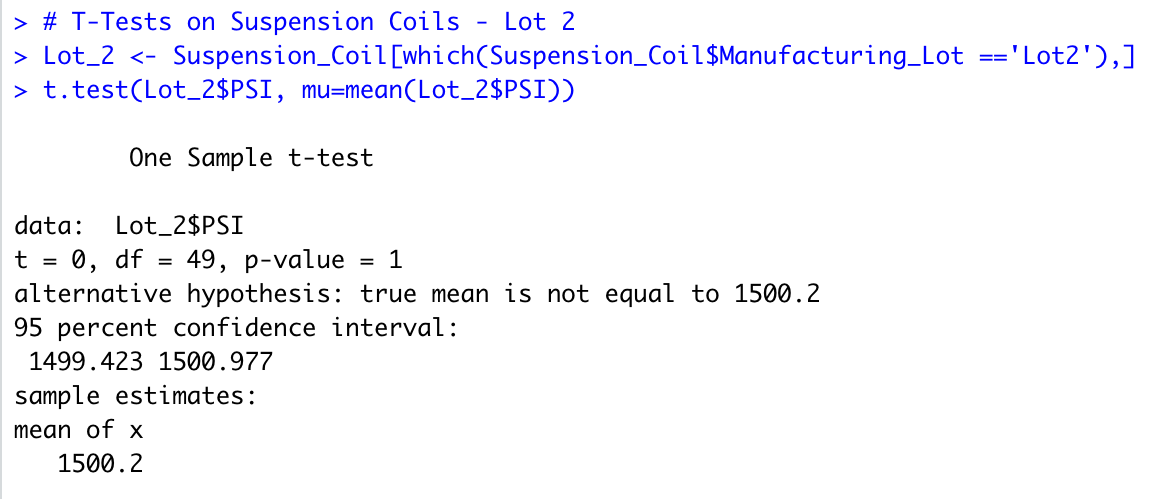 > # T-Tests on Suspension Coils - Lot 2
> Lot_2 <- Suspension_Coil[which(Suspension_Coil$Manufacturing_Lot =='Lot2'),]
> t.test(Lot_2$PSI, mu=mean(Lot_2$PSI))
One Sample t-test
data:  Lot_2$PSI
t = 0, df = 49, p-value = 1
alternative hypothesis: true mean is not equal to 1500.2
95 percent confidence interval:
1499.423 1500.977
sample estimates:
mean of x
1500.2